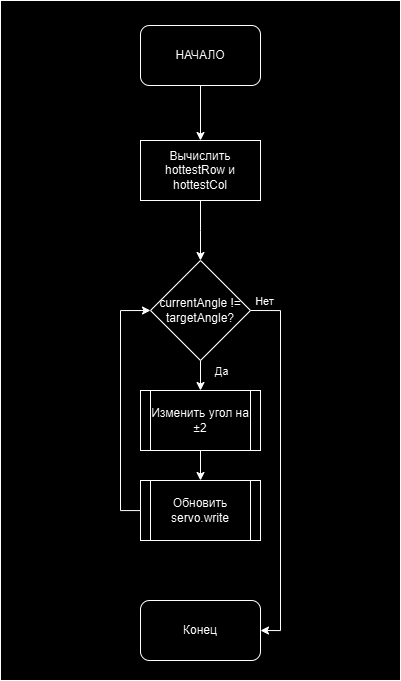 НАЧАЛО
Вычислить
hottestRow и
hottestCol
currentAngle !=
targetAngle?
Нет
Да
Изменить угол на
±2
Обновить
servo.write
Конец